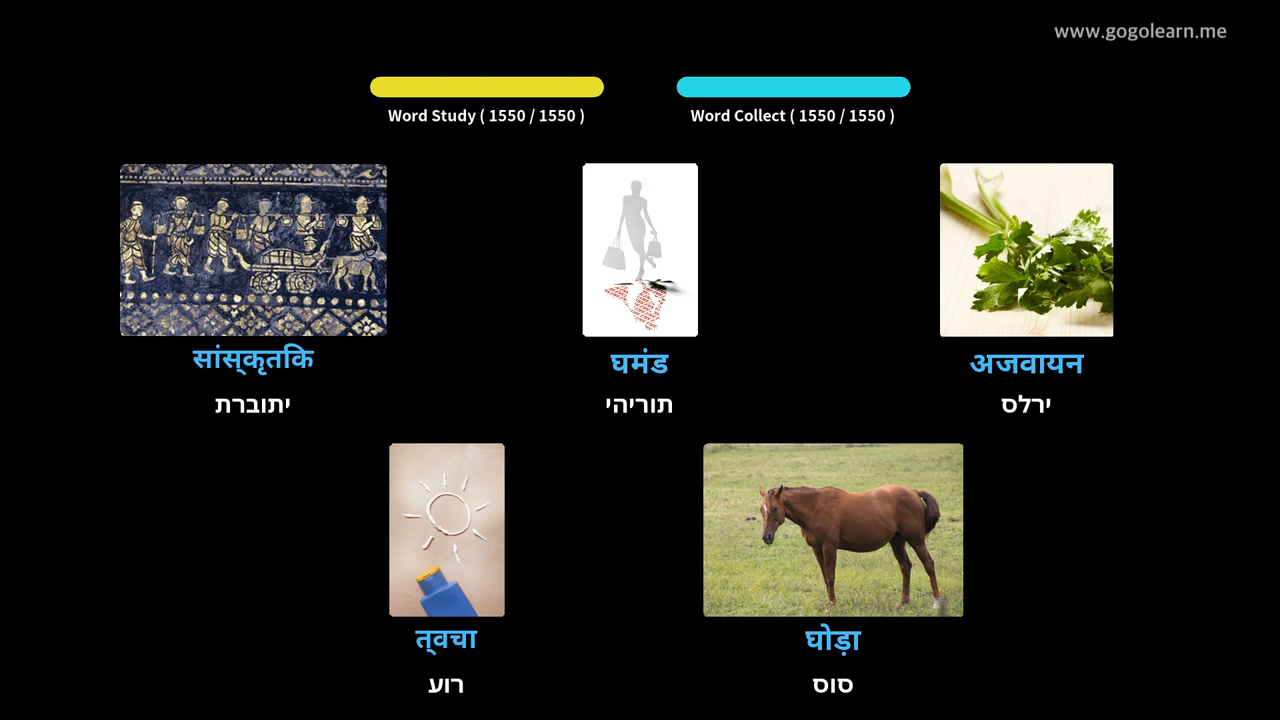 www.gogolearn.me
Word Study ( 1550 / 1550 )
Word Collect ( 1550 / 1550 )
सांस्कृतकि
घमंड
अजवायन
יתוברת
תוריהי
ירלס
त्वचा
घोड़ा
רוע
סוס